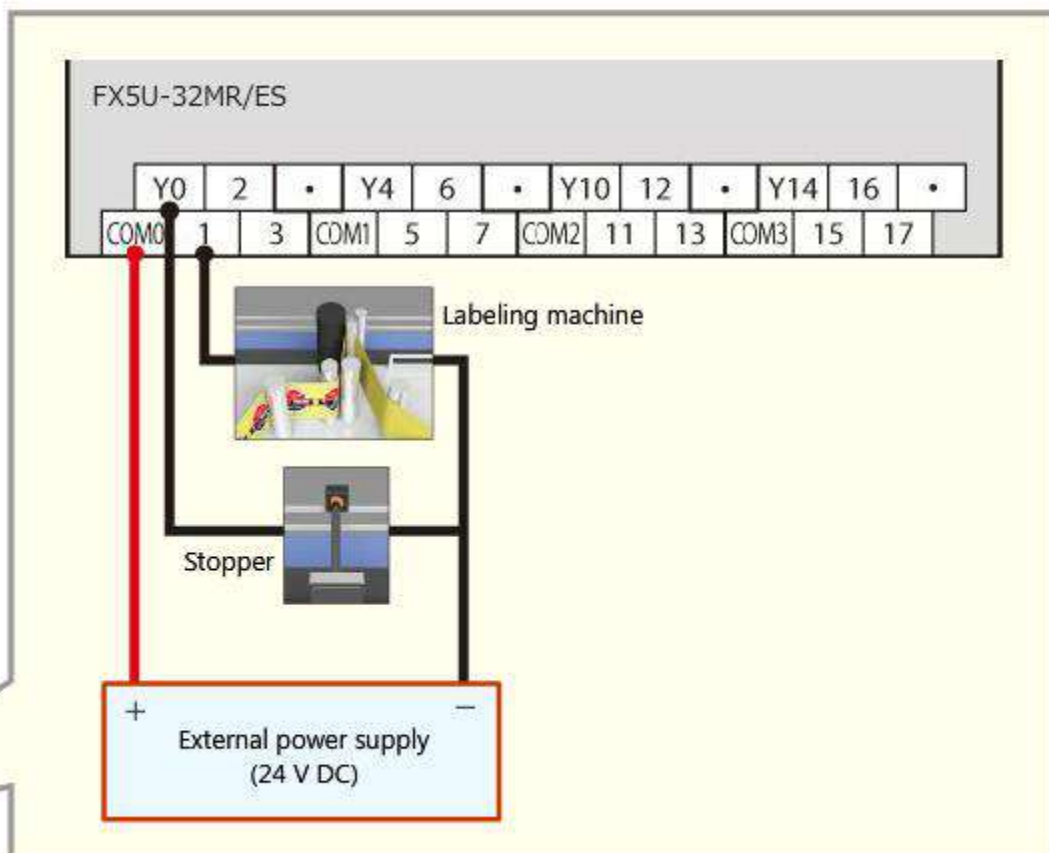 FX5U-32MR/ES
Y0 2 • Y4 6 • Y10 12 • Y14 16 •
COM0 1 3 COM1 5 7 COM2 11 13 COM3 15 17
Labeling machine
Stopper
+ −
External power supply
(24 V DC)